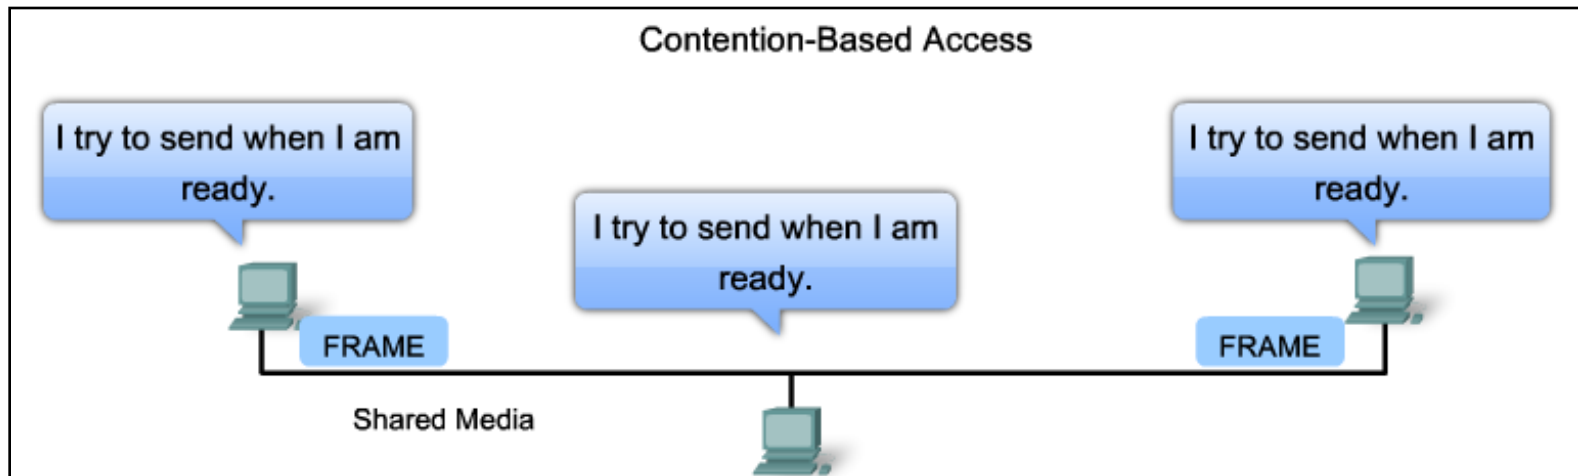 Contention-Based Access
I try to send when I am
ready.
I try to send when I am
ready.
I try to send when I am
ready.
FRAME
FRAME
Shared Media